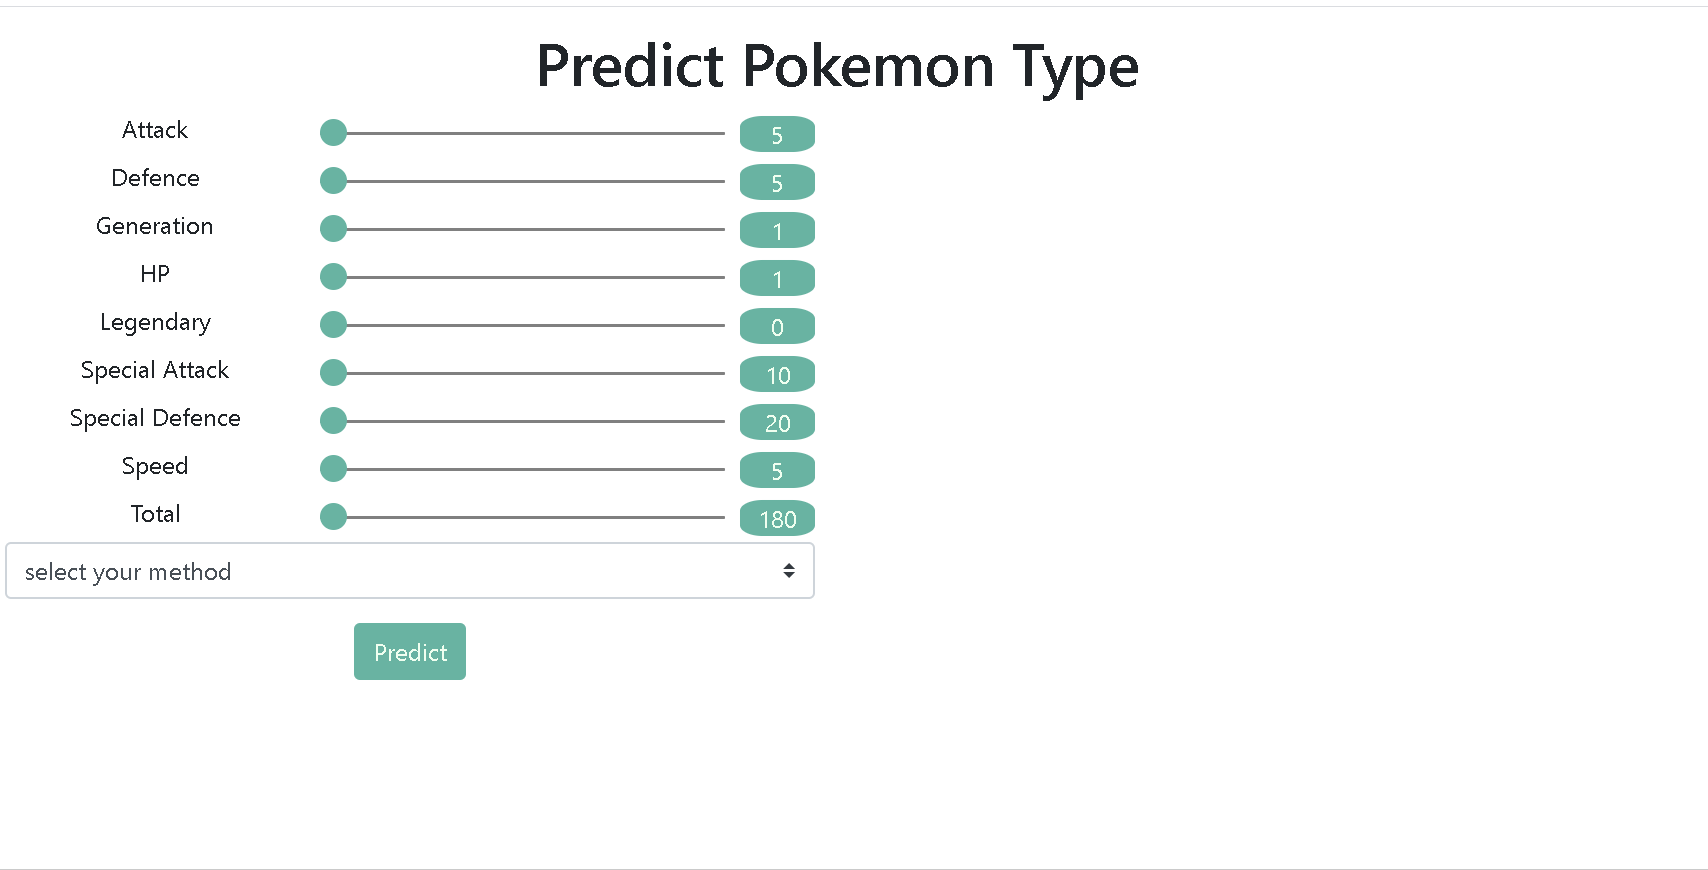 Predict Pokemon Type
Attack 5
Defence 5
Generation 1
HP 1
Legendary 0
Special Attack 10
Special Defence 20
Speed 5
Total 180
select your method
Predict